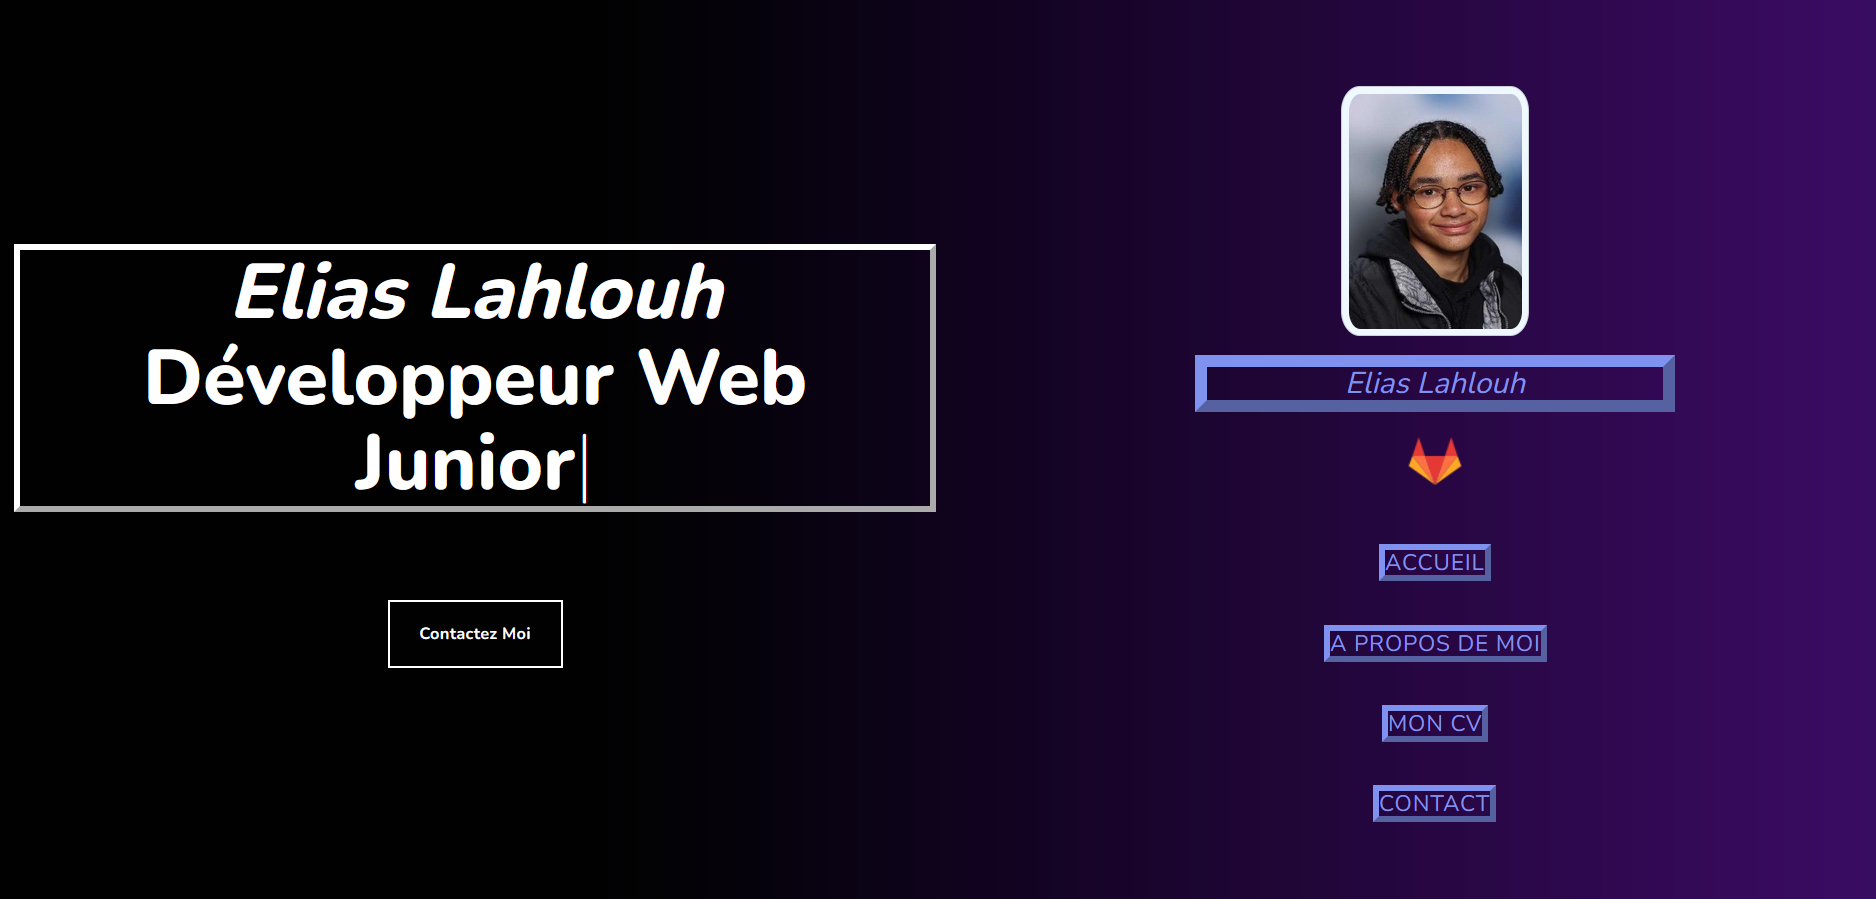 Elias Lahlouh
Développeur Web
Junior
Contactez Moi
Elias Lahlouh
ACCUEIL
A PROPOS DE MOI
MON CV
CONTACT